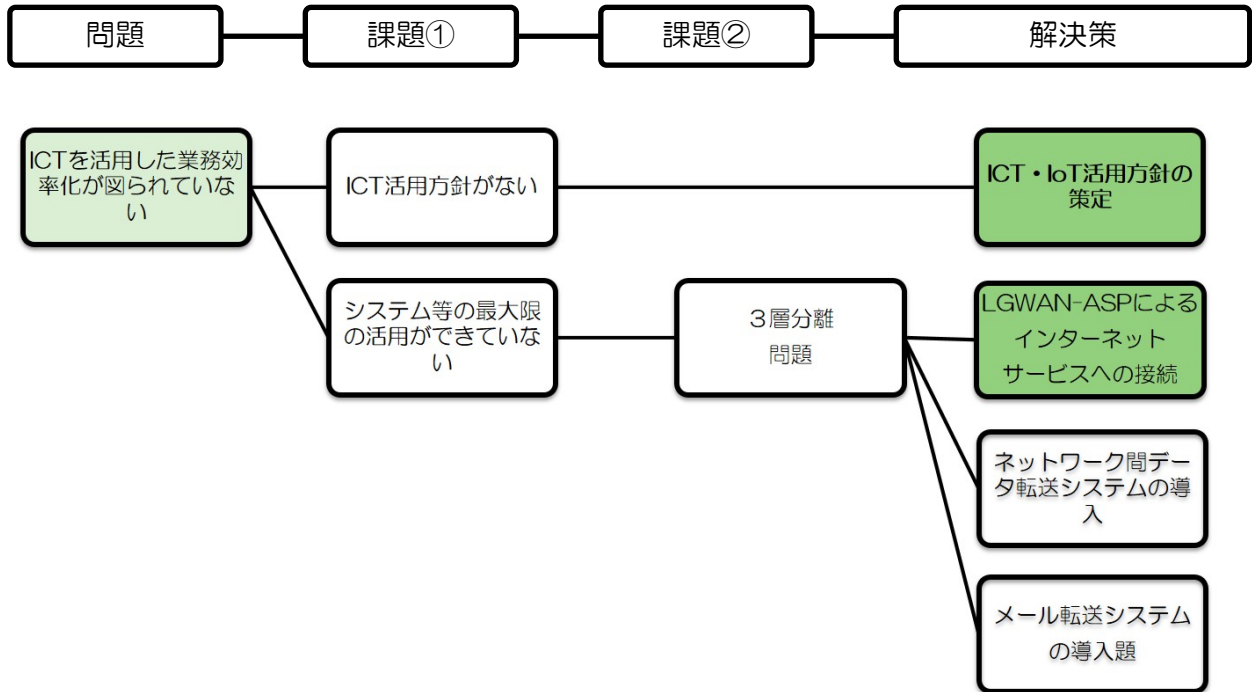 問題
課題①
課題②
解決策
ICTを活用した業務効
率化が図られていな
い
ICT活用方針がない
ICT・IoT活用方針の
策定
システム等の最大限
の活用ができていな
い
３層分離
問題
LGWAN-ASPによる
インターネット
サービスへの接続
ネットワーク間デー
タ転送システムの導
入
メール転送システム
の導入題